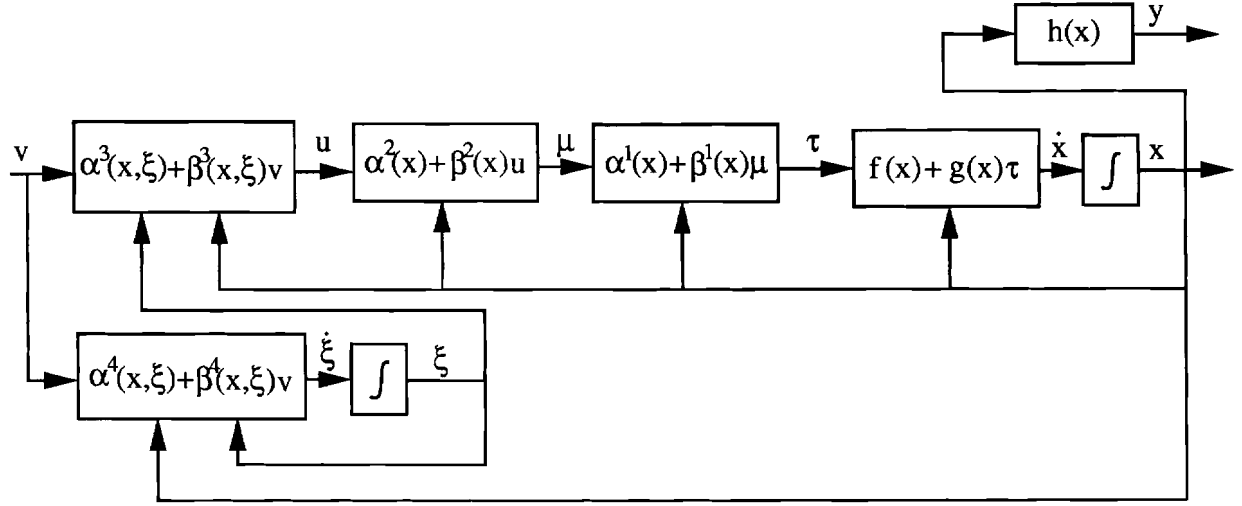 h(x)
y
v
α³(x,ξ)+β³(x,ξ)v
u
α²(x)+β²(x)u
μ
α¹(x)+β¹(x)μ
τ
f(x)+g(x)τ
ẋ
∫
x
α⁴(x,ξ)+β⁴(x,ξ)v
ξ̇
∫
ξ